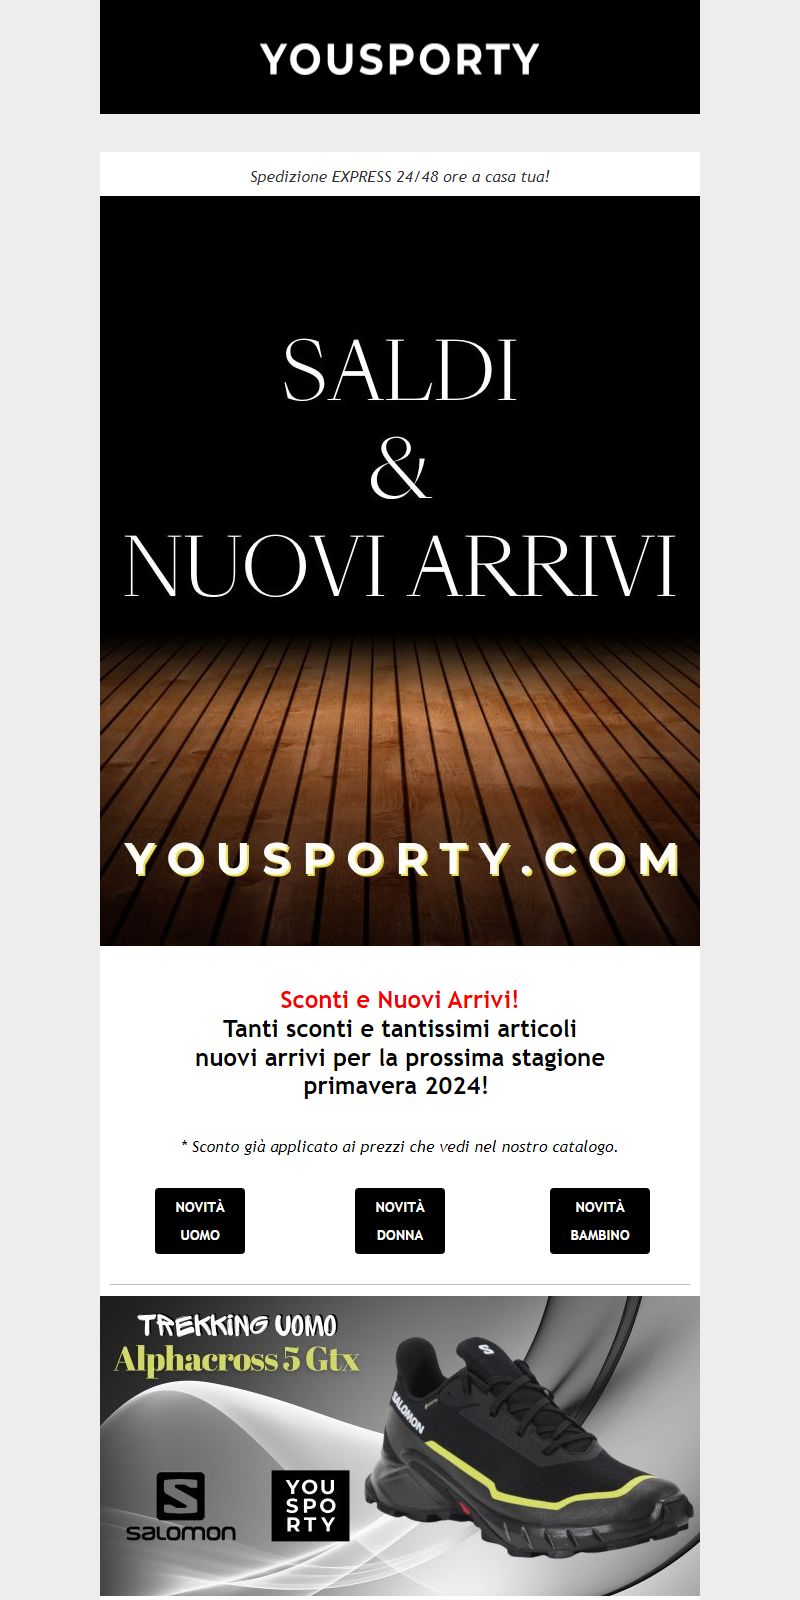 YOUSPORTY
Spedizione EXPRESS 24/48 ore a casa tua!
SALDI
&
NUOVI ARRIVI
YOUSPORTY.COM
Sconti e Nuovi Arrivi!
Tanti sconti e tantissimi articoli
nuovi arrivi per la prossima stagione
primavera 2024!
* Sconto già applicato ai prezzi che vedi nel nostro catalogo.
NOVITÀ
UOMO
NOVITÀ
DONNA
NOVITÀ
BAMBINO
TREKKING UOMO
Alphacross 5 Gtx
SALOMON
S
salomon
YOU
SPO
RTY